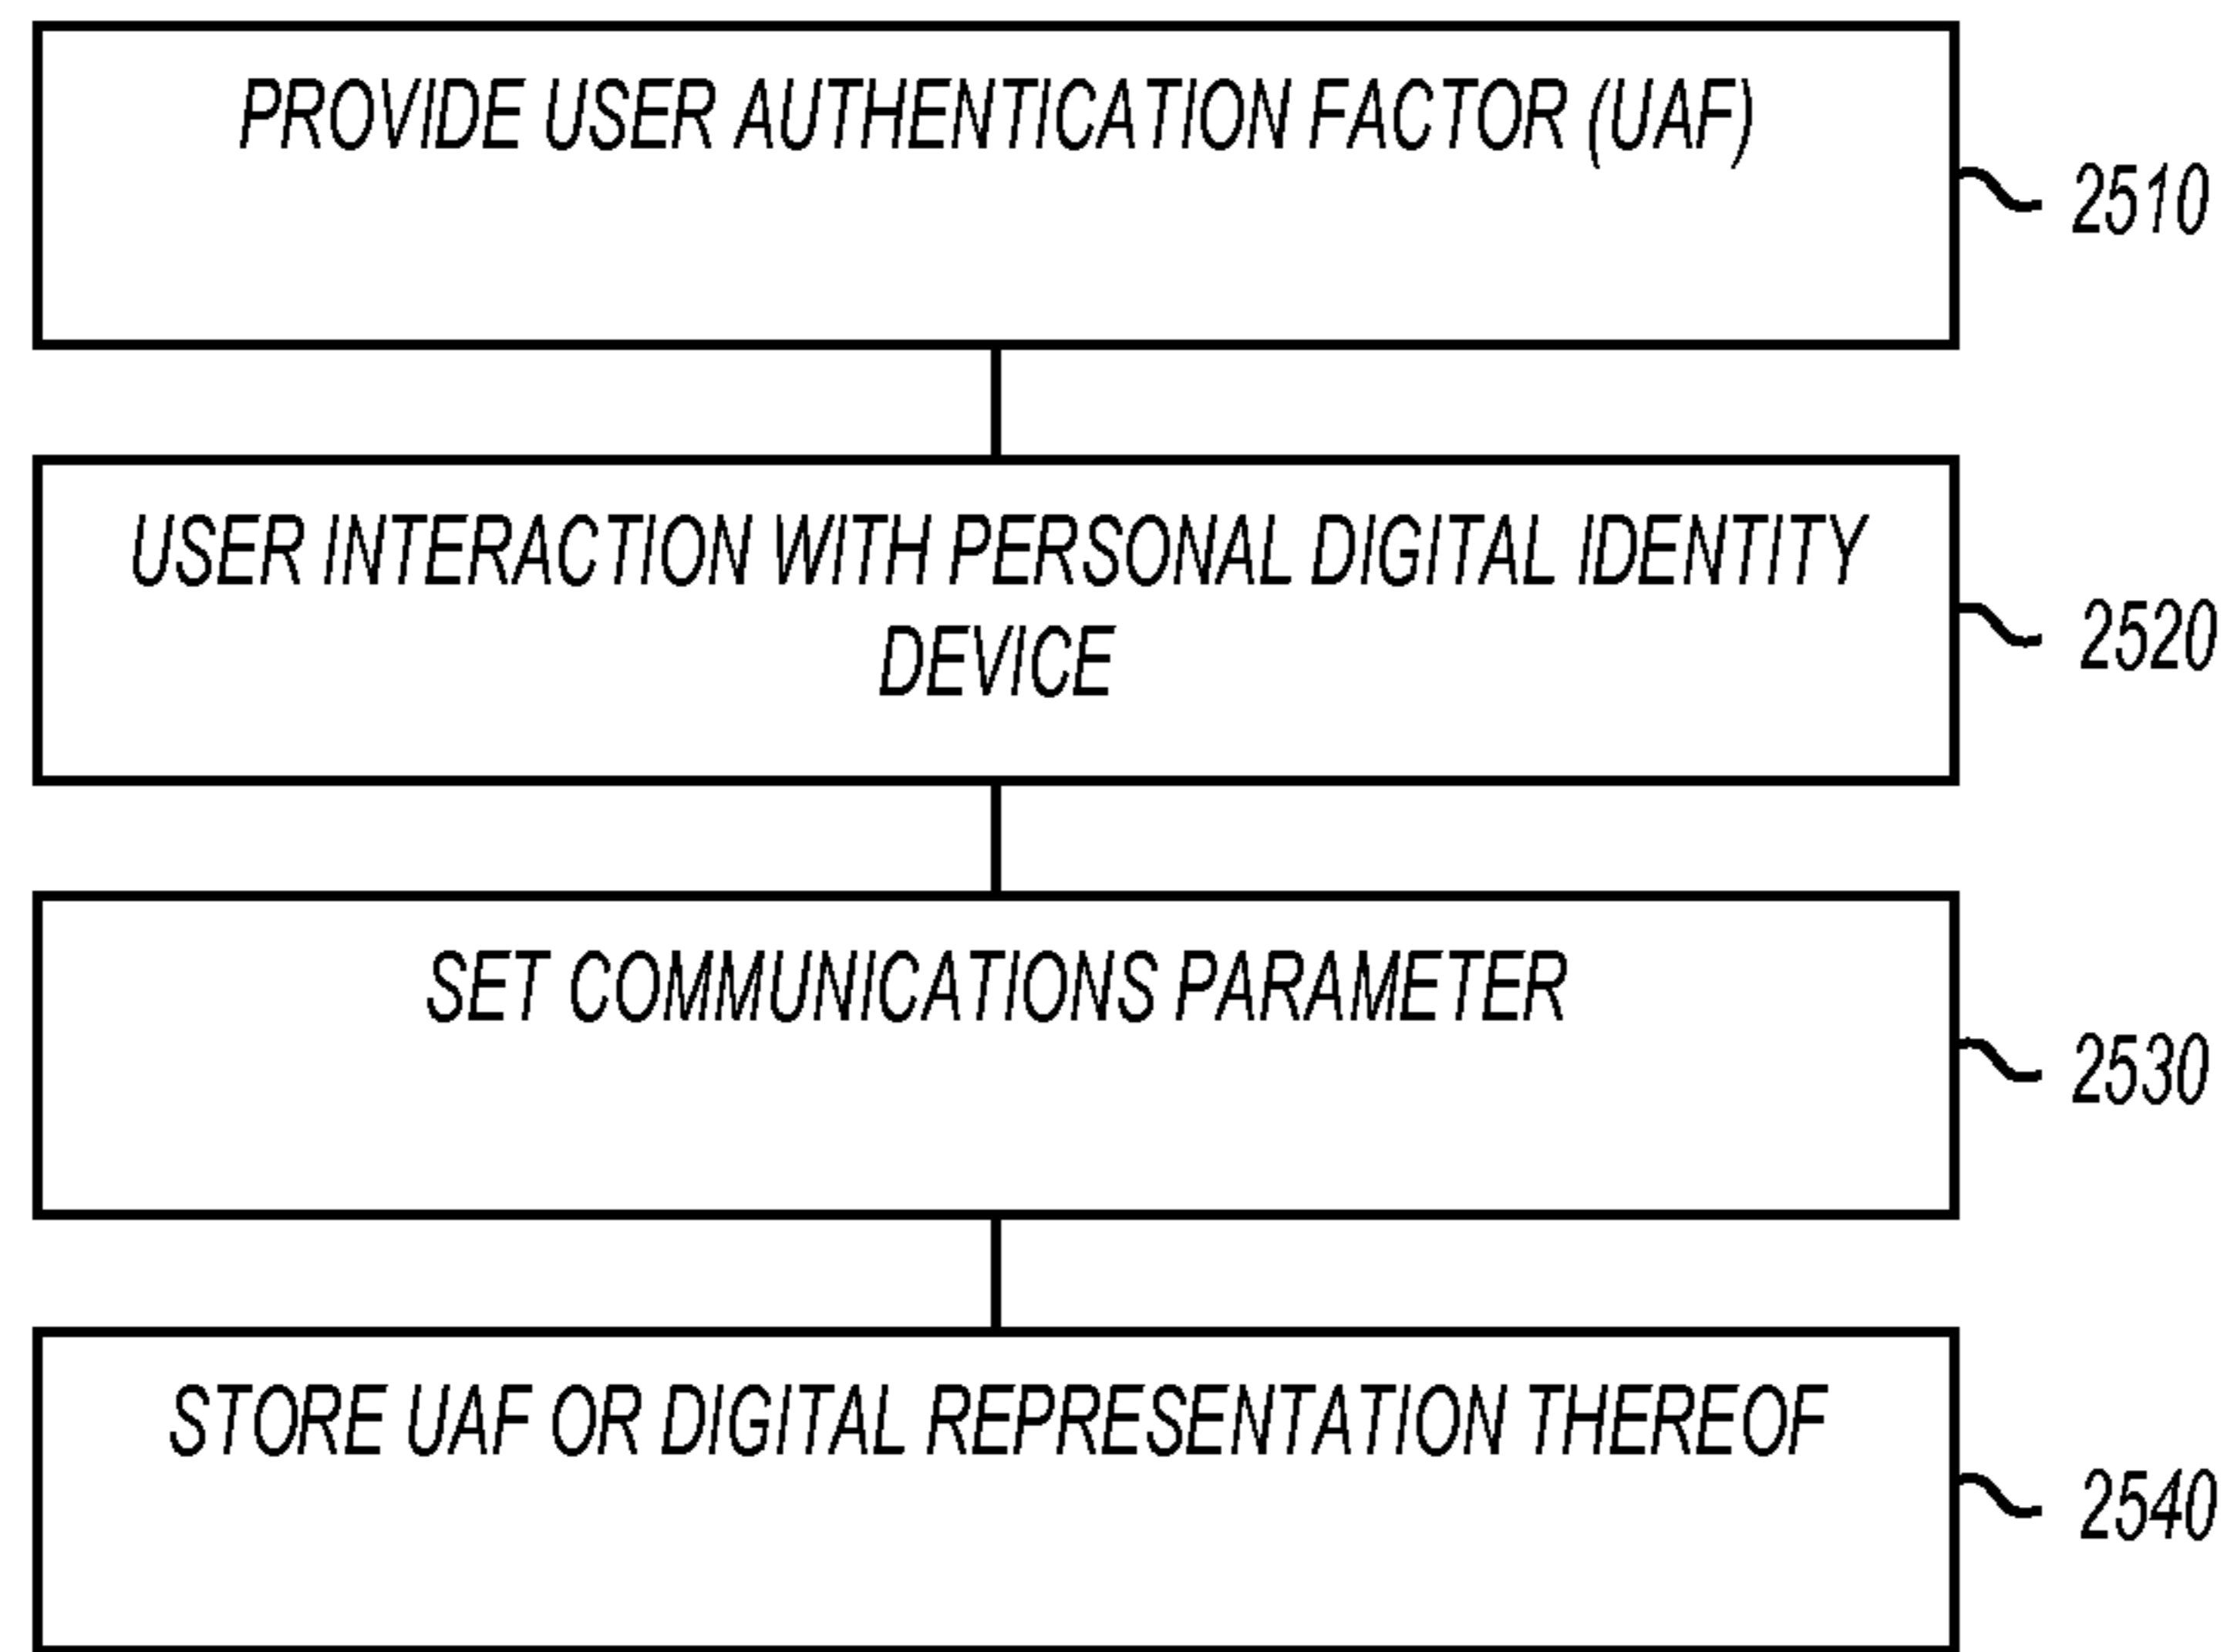 PROVIDE USER AUTHENTICATION FACTOR (UAF)
2510
USER INTERACTION WITH PERSONAL DIGITAL IDENTITY
DEVICE
2520
SET COMMUNICATIONS PARAMETER
2530
STORE UAF OR DIGITAL REPRESENTATION THEREOF
2540